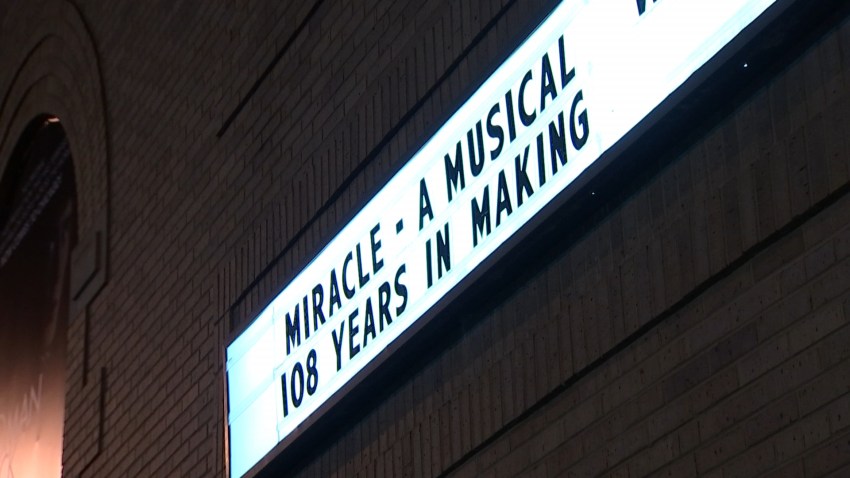 MIRACLE - A MUSICAL
108 YEARS IN MAKING